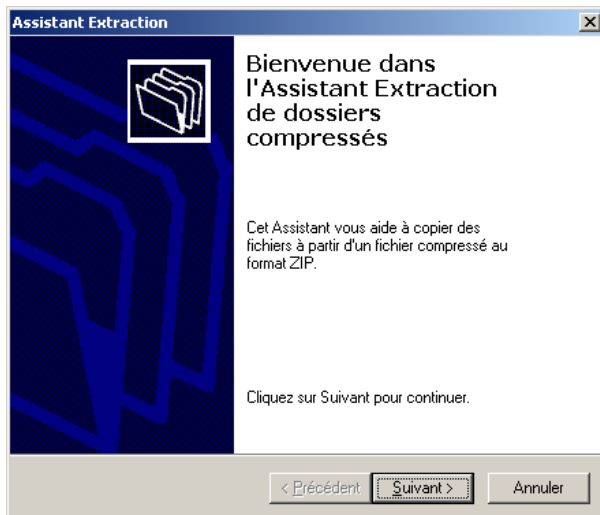 Assistant Extraction
Bienvenue dans
l'Assistant Extraction
de dossiers
compressés
Cet Assistant vous aide à copier des
fichiers à partir d'un fichier compressé au
format ZIP.
Cliquez sur Suivant pour continuer.
< Précédent Suivant > Annuler